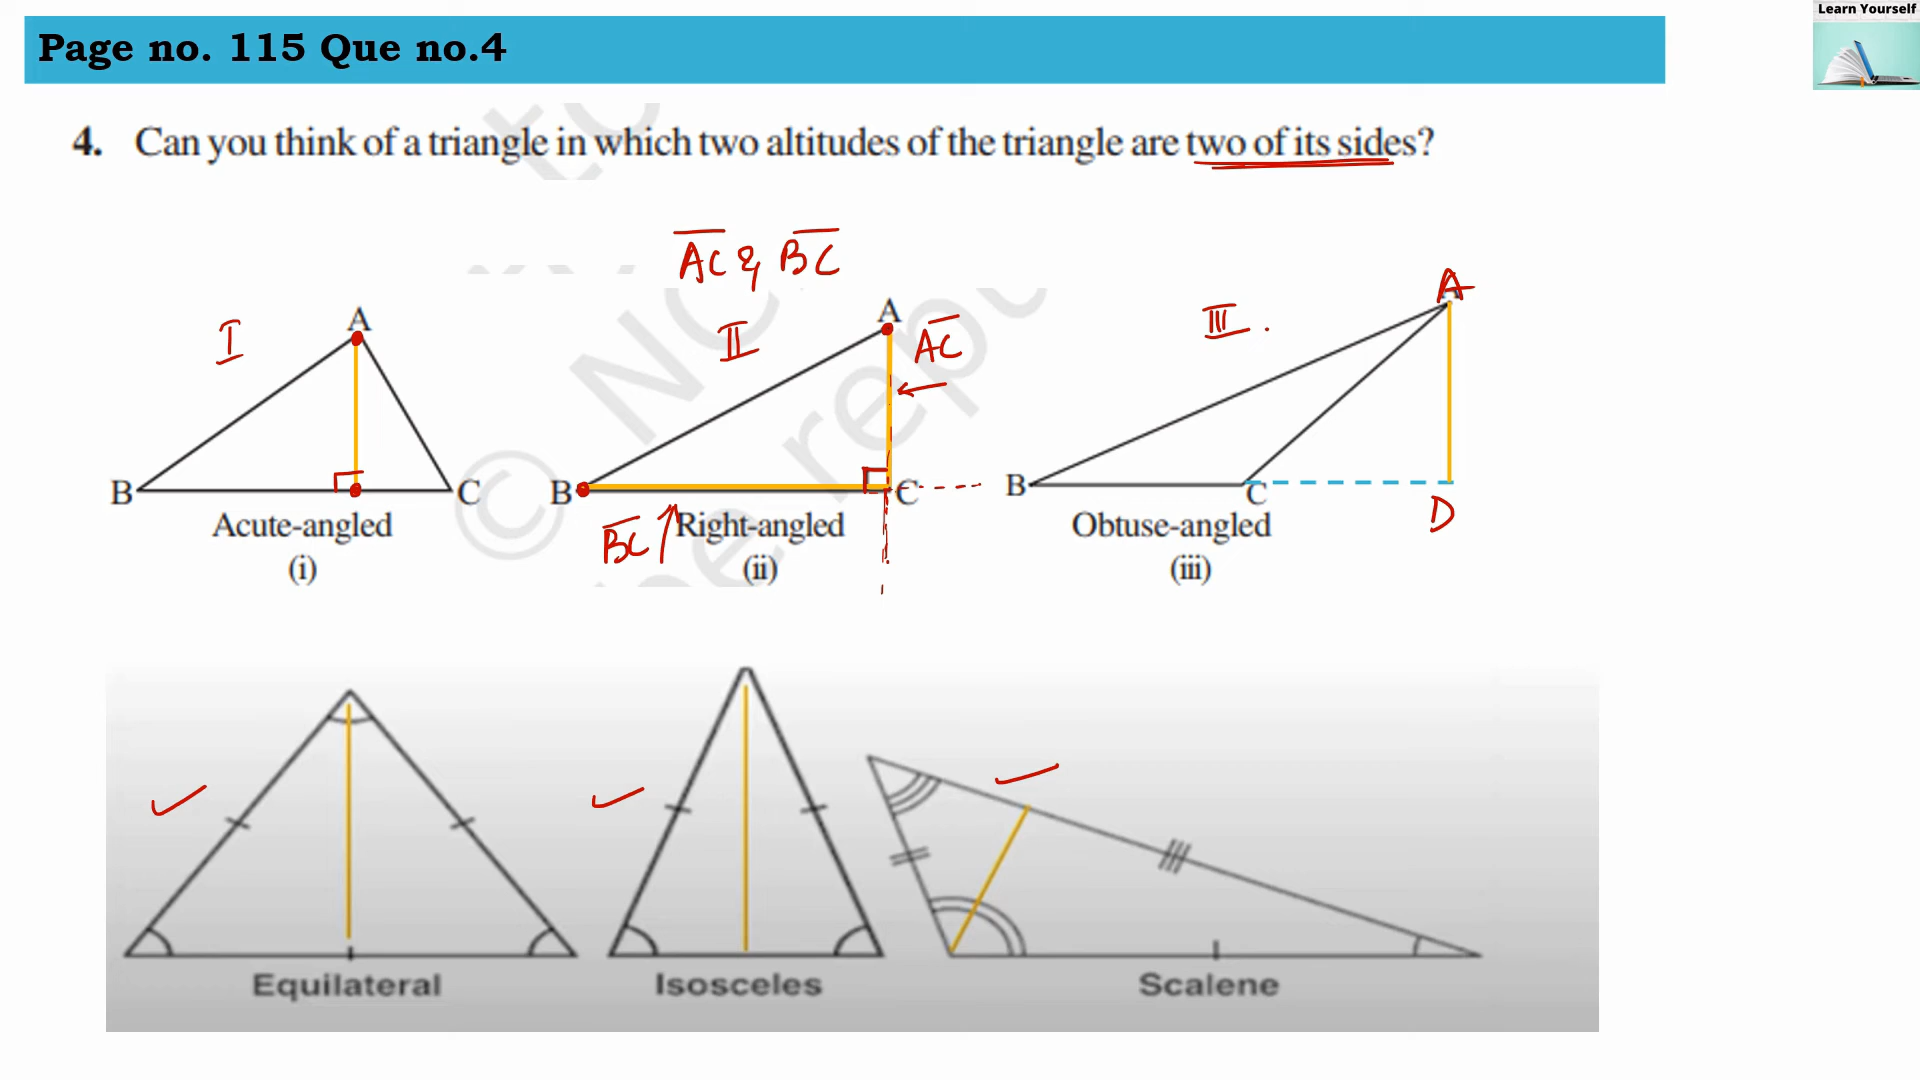 Learn Yourself
Page no. 115 Que no.4
4. Can you think of a triangle in which two altitudes of the triangle are two of its sides?
AC & BC
I
A
B
C
Acute-angled
(i)
II
A
AC
B
C
BC
Right-angled
(ii)
III.
A
B
C
D
Obtuse-angled
(iii)
Equilateral
Isosceles
Scalene